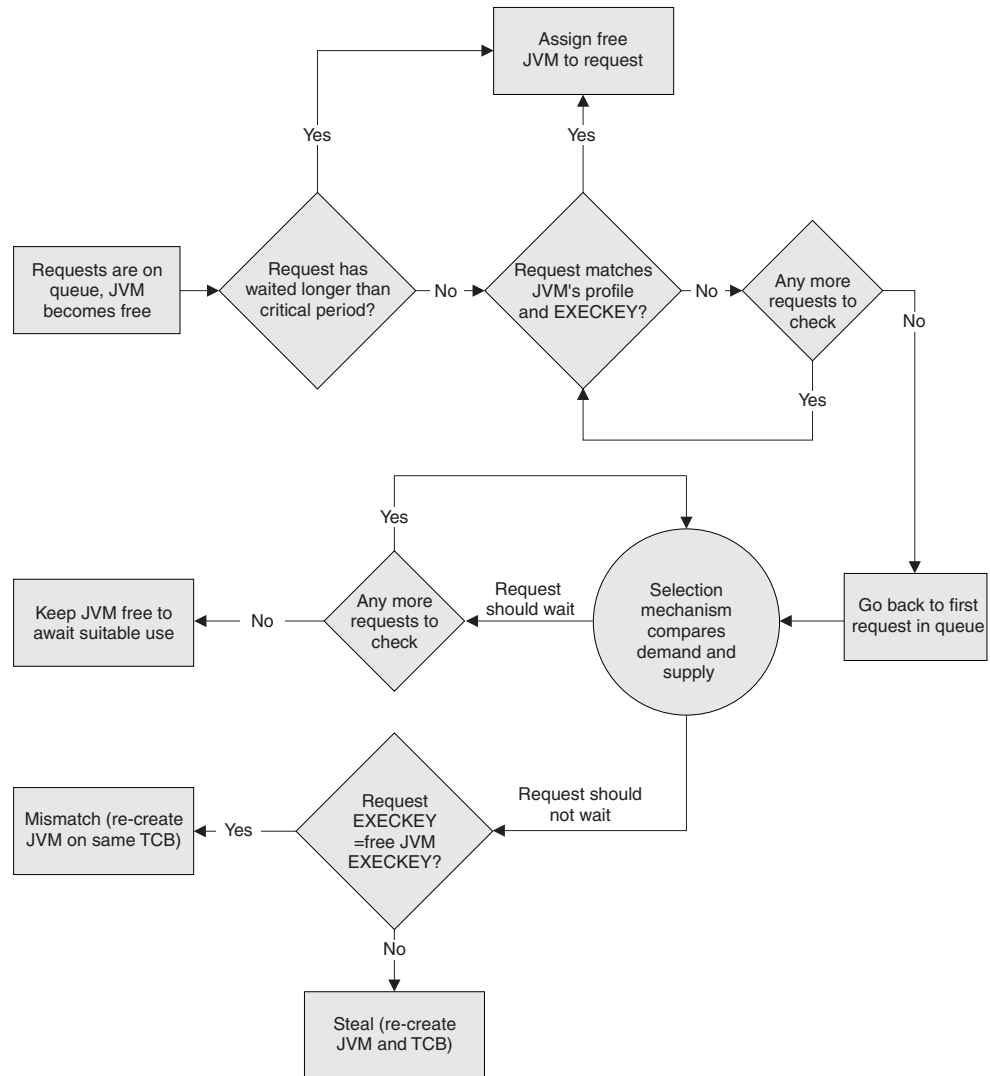 Assign free
JVM to request
Yes
Yes
Requests are on
queue, JVM
becomes free
Request has
waited longer than
critical period?
No
Request matches
JVM's profile
and EXECKEY?
No
Any more
requests to
check
No
Yes
Yes
Keep JVM free to
await suitable use
No
Any more
requests to
check
Request
should wait
Selection
mechanism
compares
demand and
supply
Go back to first
request in queue
Mismatch (re-create
JVM on same TCB)
Yes
Request
EXECKEY
=free JVM
EXECKEY?
Request should
not wait
No
Steal (re-create
JVM and TCB)